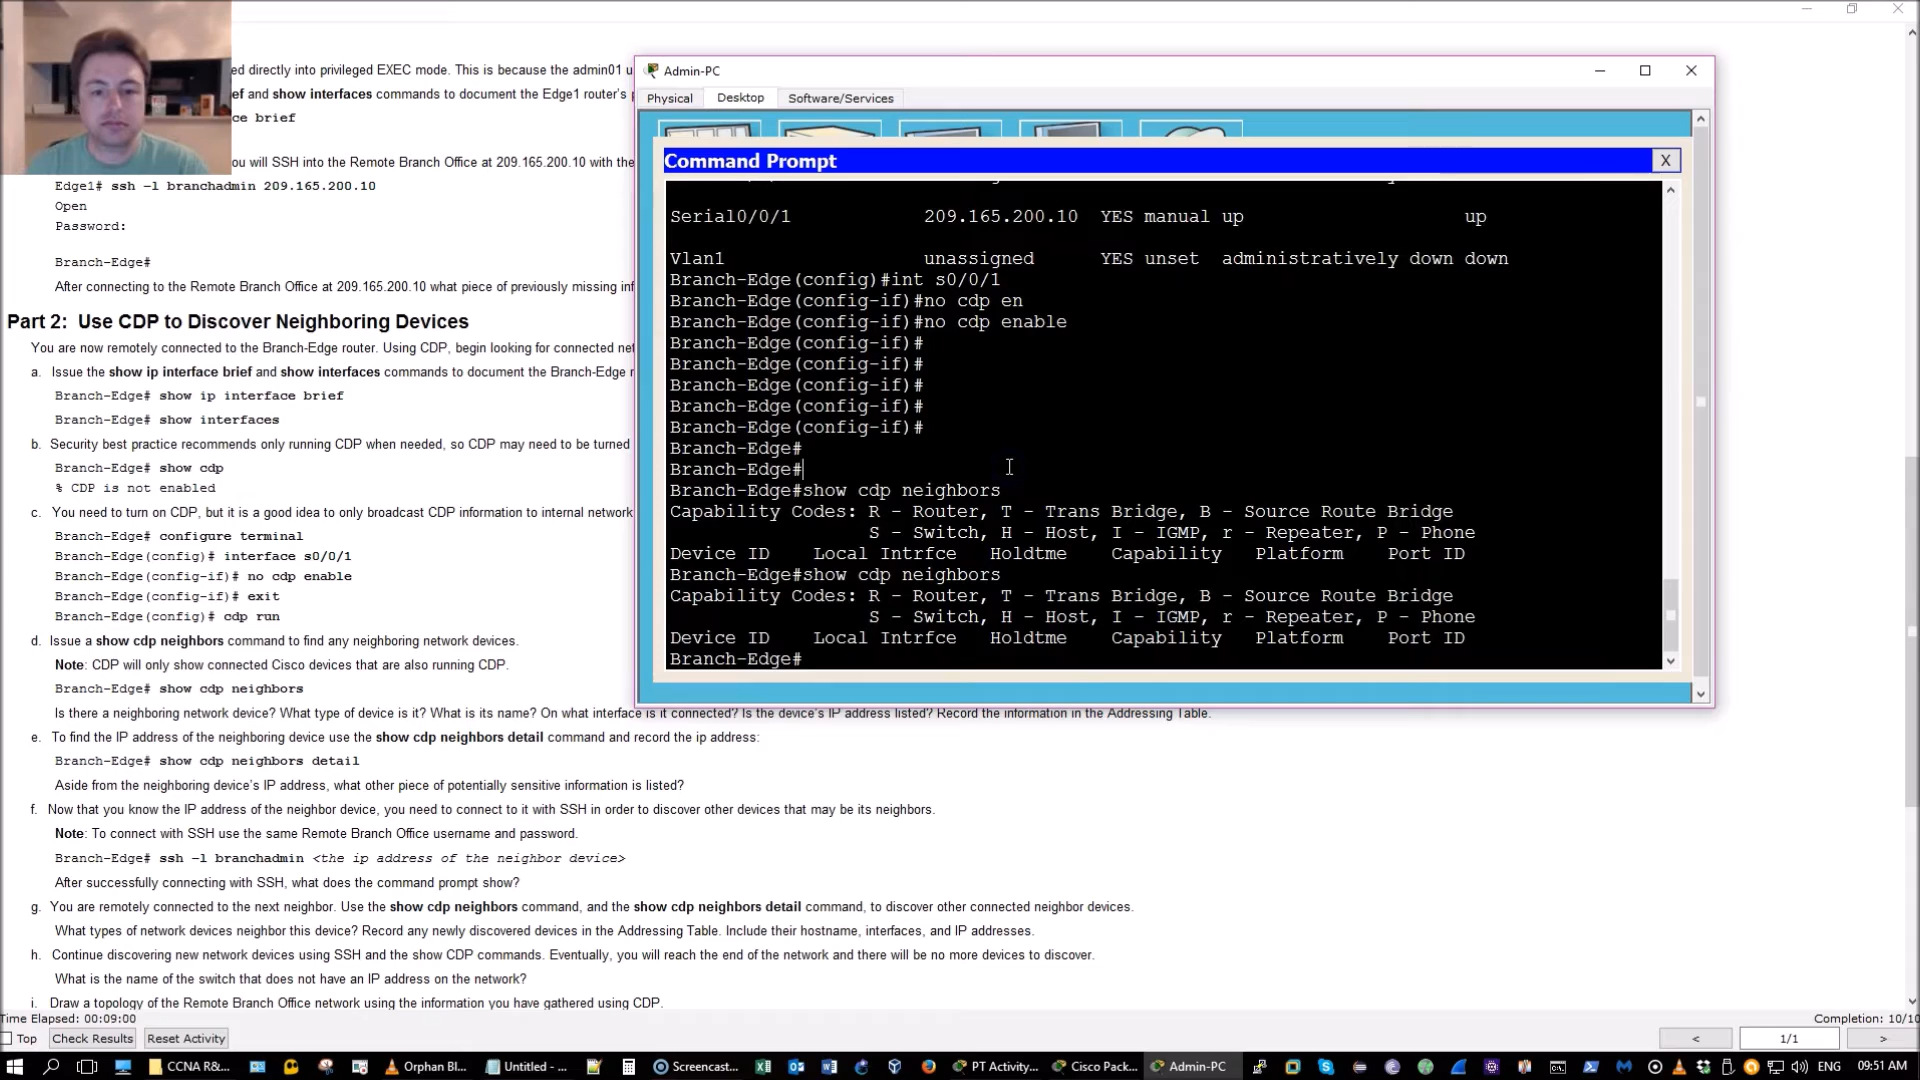 ed directly into privileged EXEC mode. This is because the admin01 u
ef and show interfaces commands to document the Edge1 router's p
ce brief
ou will SSH into the Remote Branch Office at 209.165.200.10 with the
Edge1# ssh –l branchadmin 209.165.200.10
Open
Password:
Branch-Edge#
After connecting to the Remote Branch Office at 209.165.200.10 what piece of previously missing inf
Part 2: Use CDP to Discover Neighboring Devices
You are now remotely connected to the Branch-Edge router. Using CDP, begin looking for connected net
a. Issue the show ip interface brief and show interfaces commands to document the Branch-Edge r
Branch-Edge# show ip interface brief
Branch-Edge# show interfaces
b. Security best practice recommends only running CDP when needed, so CDP may need to be turned
Branch-Edge# show cdp
% CDP is not enabled
c. You need to turn on CDP, but it is a good idea to only broadcast CDP information to internal network
Branch-Edge# configure terminal
Branch-Edge(config)# interface s0/0/1
Branch-Edge(config-if)# no cdp enable
Branch-Edge(config-if)# exit
Branch-Edge(config)# cdp run
d. Issue a show cdp neighbors command to find any neighboring network devices.
Note: CDP will only show connected Cisco devices that are also running CDP.
Branch-Edge# show cdp neighbors
Is there a neighboring network device? What type of device is it? What is its name? On what interface is it connected? Is the device's IP address listed? Record the information in the Addressing Table.
e. To find the IP address of the neighboring device use the show cdp neighbors detail command and record the ip address:
Branch-Edge# show cdp neighbors detail
Aside from the neighboring device's IP address, what other piece of potentially sensitive information is listed?
f. Now that you know the IP address of the neighbor device, you need to connect to it with SSH in order to discover other devices that may be its neighbors.
Note: To connect with SSH use the same Remote Branch Office username and password.
Branch-Edge# ssh –l branchadmin <the ip address of the neighbor device>
After successfully connecting with SSH, what does the command prompt show?
g. You are remotely connected to the next neighbor. Use the show cdp neighbors command, and the show cdp neighbors detail command, to discover other connected neighbor devices.
What types of network devices neighbor this device? Record any newly discovered devices in the Addressing Table. Include their hostname, interfaces, and IP addresses.
h. Continue discovering new network devices using SSH and the show CDP commands. Eventually, you will reach the end of the network and there will be no more devices to discover.
What is the name of the switch that does not have an IP address on the network?
i. Draw a topology of the Remote Branch Office network using the information you have gathered using CDP.
Admin-PC
Physical Desktop Software/Services
Command Prompt X
Serial0/0/1 209.165.200.10 YES manual up up
Vlan1 unassigned YES unset administratively down down
Branch-Edge(config)#int s0/0/1
Branch-Edge(config-if)#no cdp en
Branch-Edge(config-if)#no cdp enable
Branch-Edge(config-if)#
Branch-Edge(config-if)#
Branch-Edge(config-if)#
Branch-Edge(config-if)#
Branch-Edge(config-if)#
Branch-Edge#
Branch-Edge#
Branch-Edge#show cdp neighbors
Capability Codes: R - Router, T - Trans Bridge, B - Source Route Bridge
S - Switch, H - Host, I - IGMP, r - Repeater, P - Phone
Device ID Local Intrfce Holdtme Capability Platform Port ID
Branch-Edge#show cdp neighbors
Capability Codes: R - Router, T - Trans Bridge, B - Source Route Bridge
S - Switch, H - Host, I - IGMP, r - Repeater, P - Phone
Device ID Local Intrfce Holdtme Capability Platform Port ID
Branch-Edge#
Time Elapsed: 00:09:00 Completion: 10/10
Top Check Results Reset Activity < 1/1 >
CCNA R&... Orphan Bl... Untitled - ... Screencast... PT Activity... Cisco Pack... Admin-PC ENG 09:51 AM